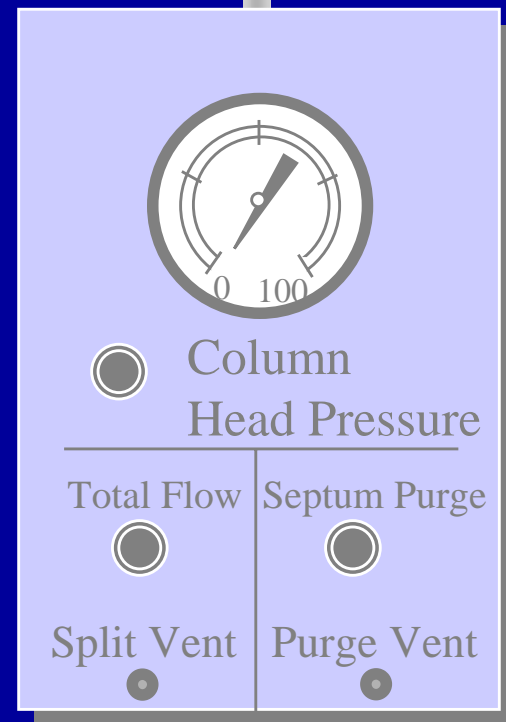 0 100
Column
Head Pressure
Total Flow Septum Purge
Split Vent Purge Vent